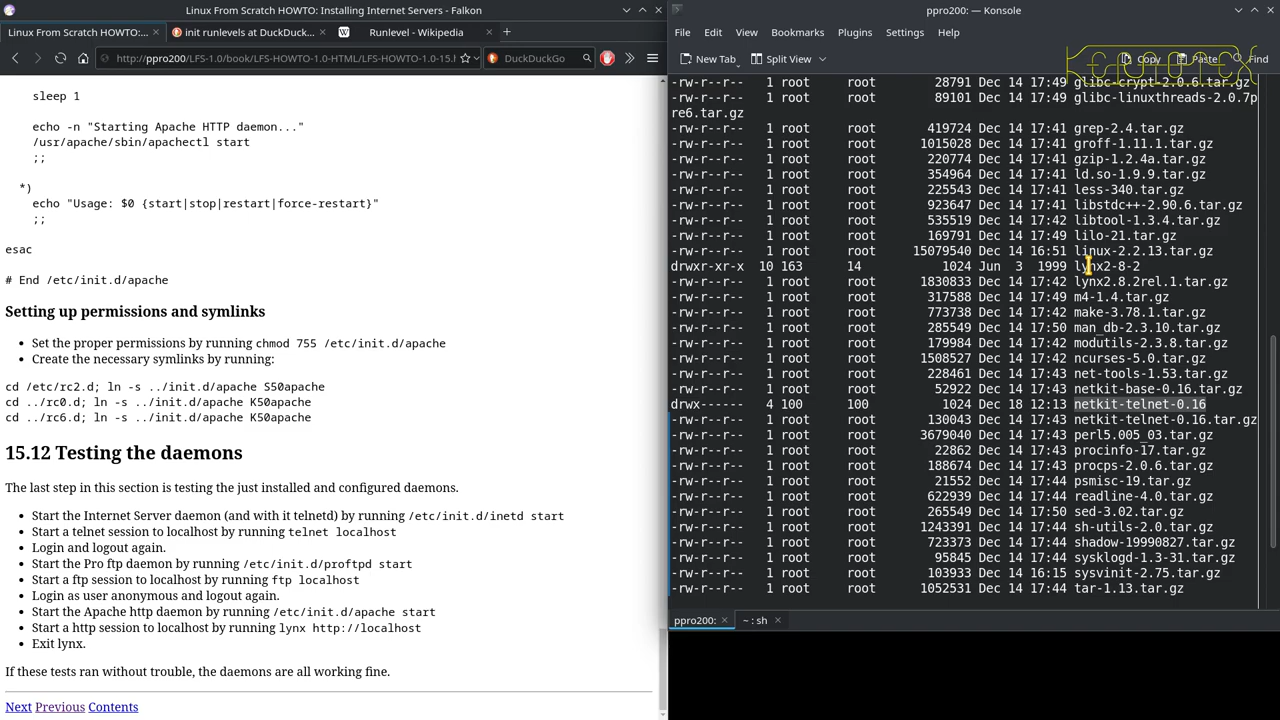 Linux From Scratch HOWTO: Installing Internet Servers - Falkon
Linux From Scratch HOWTO:...
init runlevels at DuckDuck...
Runlevel - Wikipedia
http://ppro200/LFS-1.0/book/LFS-HOWTO-1.0-HTML/LFS-HOWTO-1.0-15.
DuckDuckGo
sleep 1
echo -n "Starting Apache HTTP daemon..."
/usr/apache/sbin/apachectl start
;;
*)
echo "Usage: $0 {start|stop|restart|force-restart}"
;;
esac
# End /etc/init.d/apache
Setting up permissions and symlinks
• Set the proper permissions by running chmod 755 /etc/init.d/apache
• Create the necessary symlinks by running:
cd /etc/rc2.d; ln -s ../init.d/apache S50apache
cd ../rc0.d; ln -s ../init.d/apache K50apache
cd ../rc6.d; ln -s ../init.d/apache K50apache
15.12 Testing the daemons
The last step in this section is testing the just installed and configured daemons.
• Start the Internet Server daemon (and with it telnetd) by running /etc/init.d/inetd start
• Start a telnet session to localhost by running telnet localhost
• Login and logout again.
• Start the Pro ftp daemon by running /etc/init.d/proftpd start
• Start a ftp session to localhost by running ftp localhost
• Login as user anonymous and logout again.
• Start the Apache http daemon by running /etc/init.d/apache start
• Start a http session to localhost by running lynx http://localhost
• Exit lynx.
If these tests ran without trouble, the daemons are all working fine.
Next Previous Contents
ppro200: — Konsole
File Edit View Bookmarks Plugins Settings Help
New Tab Split View Copy Paste Find
-rw-r--r-- 1 root root 28791 Dec 14 17:49 glibc-crypt-2.0.6.tar.gz
-rw-r--r-- 1 root root 89101 Dec 14 17:49 glibc-linuxthreads-2.0.7p
re6.tar.gz
-rw-r--r-- 1 root root 419724 Dec 14 17:41 grep-2.4.tar.gz
-rw-r--r-- 1 root root 1015028 Dec 14 17:41 groff-1.11.1.tar.gz
-rw-r--r-- 1 root root 220774 Dec 14 17:41 gzip-1.2.4a.tar.gz
-rw-r--r-- 1 root root 354964 Dec 14 17:41 ld.so-1.9.9.tar.gz
-rw-r--r-- 1 root root 225543 Dec 14 17:41 less-340.tar.gz
-rw-r--r-- 1 root root 923647 Dec 14 17:41 libstdc++-2.90.6.tar.gz
-rw-r--r-- 1 root root 535519 Dec 14 17:42 libtool-1.3.4.tar.gz
-rw-r--r-- 1 root root 169791 Dec 14 17:49 lilo-21.tar.gz
-rw-r--r-- 1 root root 15079540 Dec 14 16:51 linux-2.2.13.tar.gz
drwxr-xr-x 10 163 14 1024 Jun 3 1999 lynx2-8-2
-rw-r--r-- 1 root root 1830833 Dec 14 17:42 lynx2.8.2rel.1.tar.gz
-rw-r--r-- 1 root root 317588 Dec 14 17:49 m4-1.4.tar.gz
-rw-r--r-- 1 root root 773738 Dec 14 17:42 make-3.78.1.tar.gz
-rw-r--r-- 1 root root 285549 Dec 14 17:50 man_db-2.3.10.tar.gz
-rw-r--r-- 1 root root 179984 Dec 14 17:42 modutils-2.3.8.tar.gz
-rw-r--r-- 1 root root 1508527 Dec 14 17:42 ncurses-5.0.tar.gz
-rw-r--r-- 1 root root 228461 Dec 14 17:43 net-tools-1.53.tar.gz
-rw-r--r-- 1 root root 52922 Dec 14 17:43 netkit-base-0.16.tar.gz
drwx------ 4 100 100 1024 Dec 18 12:13 netkit-telnet-0.16
-rw-r--r-- 1 root root 130043 Dec 14 17:43 netkit-telnet-0.16.tar.gz
-rw-r--r-- 1 root root 3679040 Dec 14 17:43 perl5.005_03.tar.gz
-rw-r--r-- 1 root root 22862 Dec 14 17:43 procinfo-17.tar.gz
-rw-r--r-- 1 root root 188674 Dec 14 17:43 procps-2.0.6.tar.gz
-rw-r--r-- 1 root root 21552 Dec 14 17:44 psmisc-19.tar.gz
-rw-r--r-- 1 root root 622939 Dec 14 17:44 readline-4.0.tar.gz
-rw-r--r-- 1 root root 265549 Dec 14 17:50 sed-3.02.tar.gz
-rw-r--r-- 1 root root 1243391 Dec 14 17:44 sh-utils-2.0.tar.gz
-rw-r--r-- 1 root root 723373 Dec 14 17:44 shadow-19990827.tar.gz
-rw-r--r-- 1 root root 95845 Dec 14 17:44 sysklogd-1.3-31.tar.gz
-rw-r--r-- 1 root root 103933 Dec 14 16:15 sysvinit-2.75.tar.gz
-rw-r--r-- 1 root root 1052531 Dec 14 17:44 tar-1.13.tar.gz
ppro200: ~ : sh